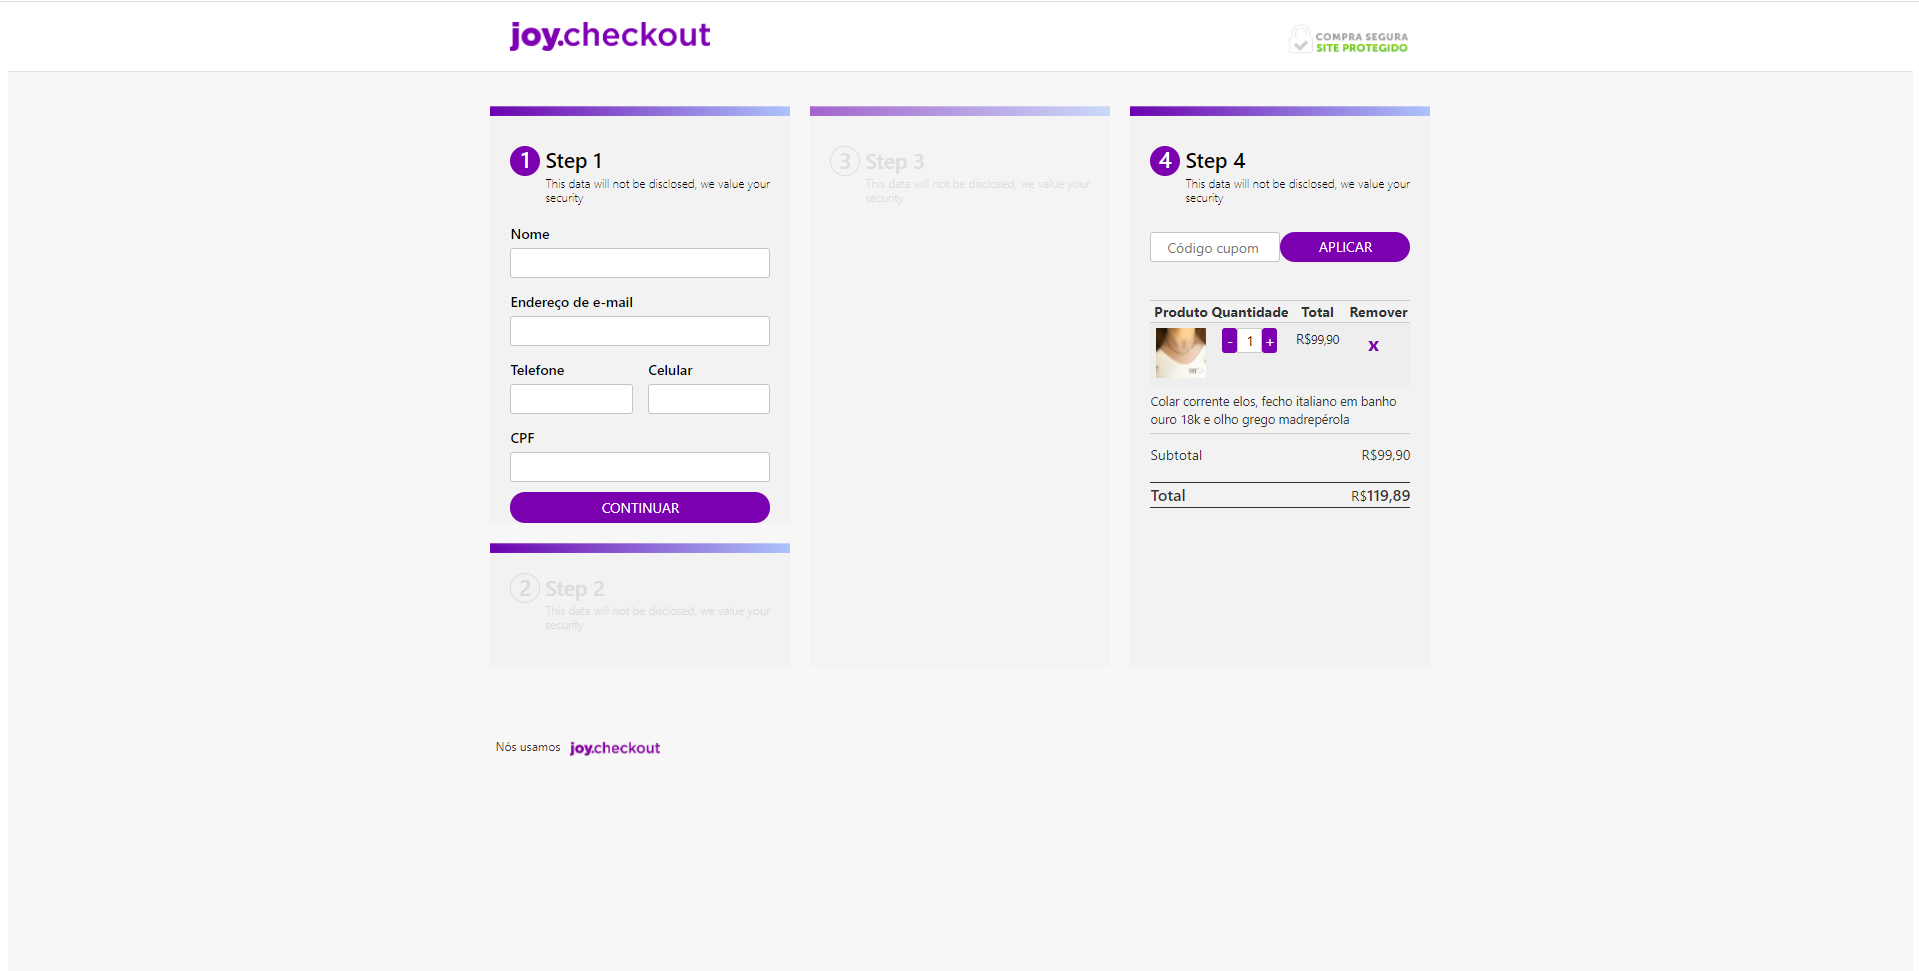 joy.checkout
COMPRA SEGURA
SITE PROTEGIDO
1 Step 1
This data will not be disclosed, we value your
security
Nome
Endereço de e-mail
Telefone Celular
CPF
CONTINUAR
2 Step 2
This data will not be disclosed, we value your
security
3 Step 3
This data will not be disclosed, we value your
security
4 Step 4
This data will not be disclosed, we value your
security
Código cupom APLICAR
Produto Quantidade Total Remover
- 1 + R$99,90 X
Colar corrente elos, fecho italiano em banho
ouro 18k e olho grego madrepérola
Subtotal R$99,90
Total R$119,89
Nós usamos joy.checkout